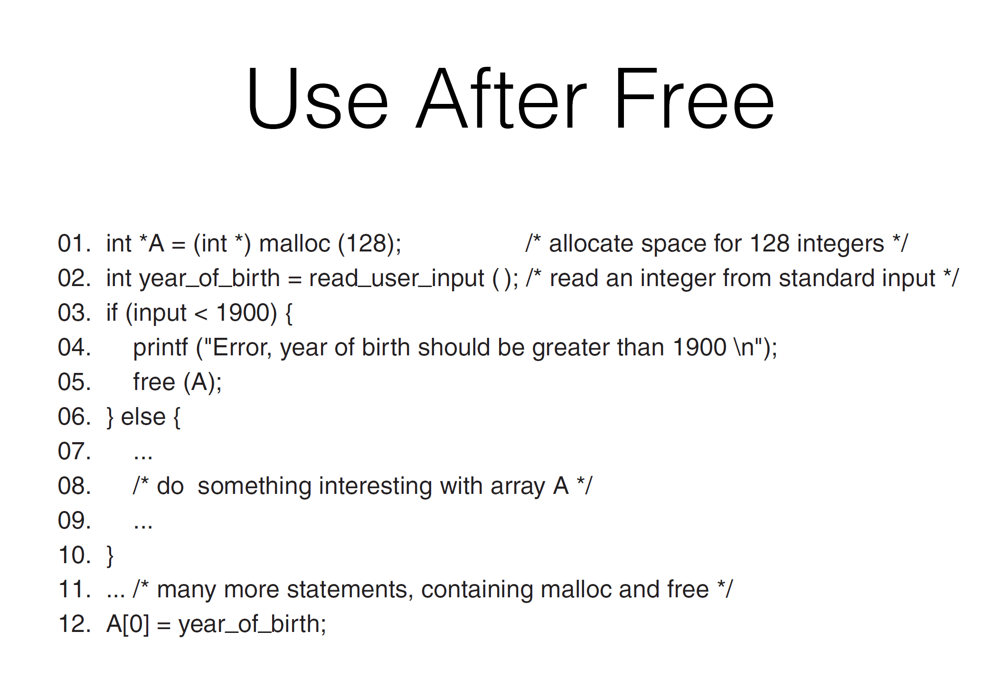 Use After Free
01. int *A = (int *) malloc (128); /* allocate space for 128 integers */
02. int year_of_birth = read_user_input ( ); /* read an integer from standard input */
03. if (input < 1900) {
04. printf ("Error, year of birth should be greater than 1900 \n");
05. free (A);
06. } else {
07. ...
08. /* do  something interesting with array A */
09. ...
10. }
11. ... /* many more statements, containing malloc and free */
12. A[0] = year_of_birth;